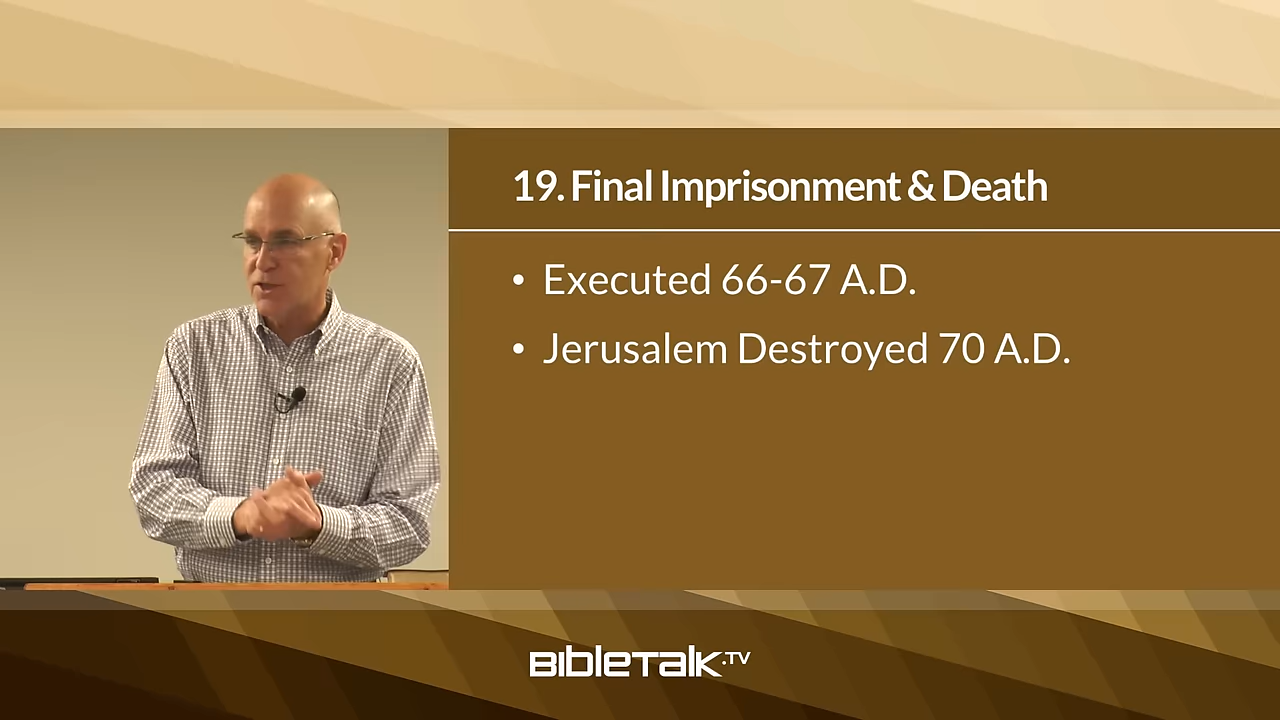 19. Final Imprisonment & Death
• Executed 66-67 A.D.
• Jerusalem Destroyed 70 A.D.
BIBLETALK.TV